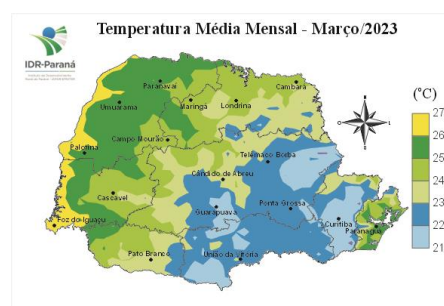 Temperatura Média Mensal - Março/2023
IDR-Paraná
(°C)
27
26
25
24
23
22
21
Paranavaí
Cambará
Umuarama
Maringá
Londrina
Campo Mourão
Palotina
Telêmaco Borba
Cândido de Abreu
Cascavel
Guarapuava
Ponta Grossa
Curitiba
Foz do Iguaçu
Paranaguá
Pato Branco
União da Vitória
N
O
L
S